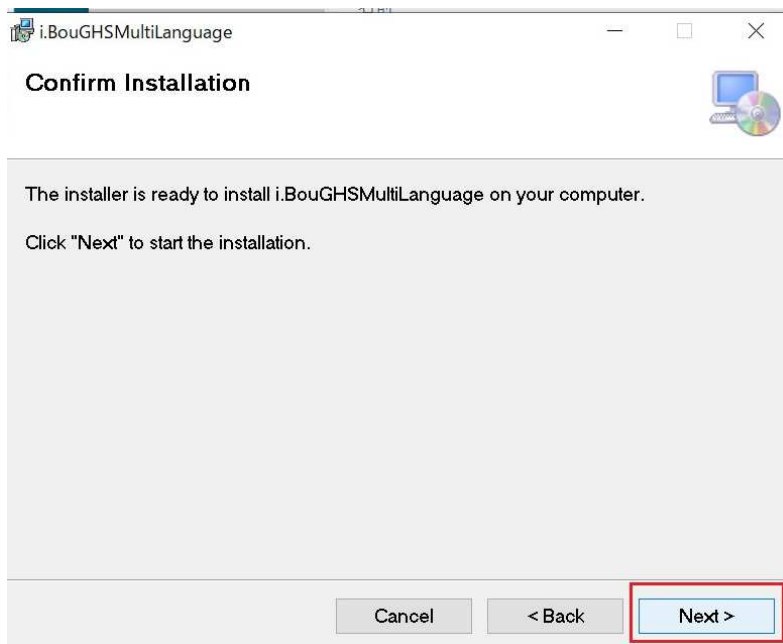 i.BouGHSMultiLanguage
Confirm Installation
The installer is ready to install i.BouGHSMultiLanguage on your computer.
Click "Next" to start the installation.
Cancel
< Back
Next >